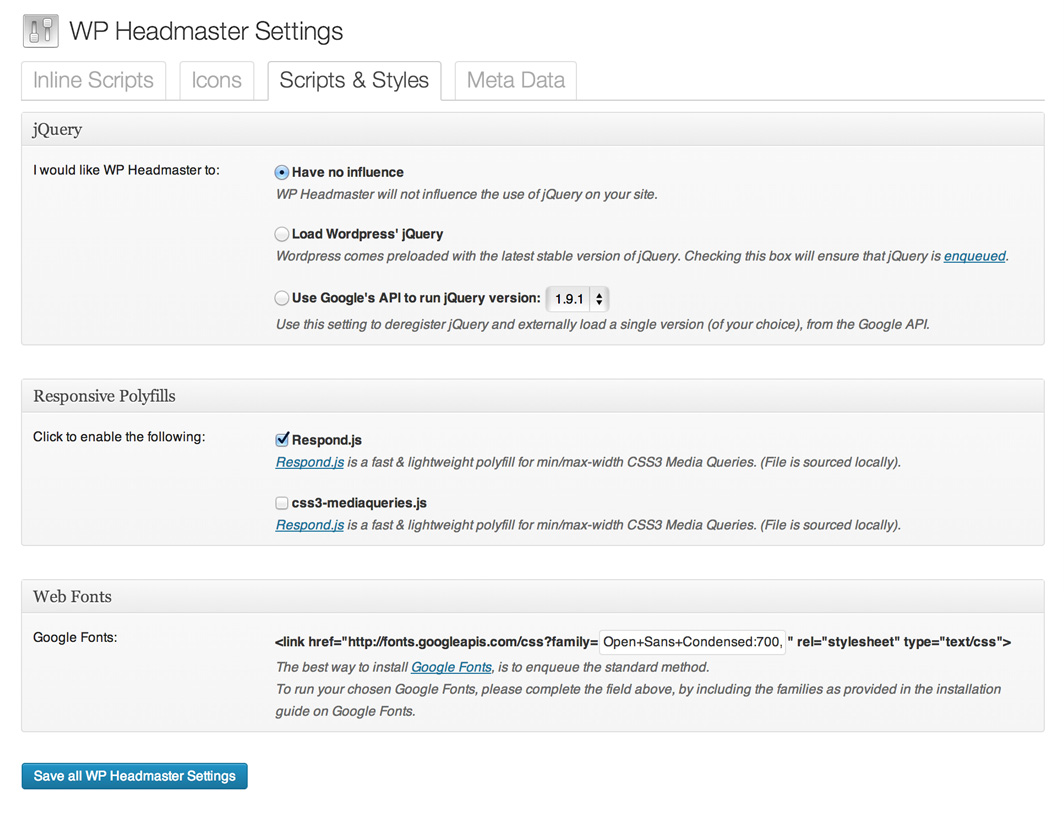 WP Headmaster Settings
Inline Scripts
Icons
Scripts & Styles
Meta Data
jQuery
I would like WP Headmaster to:
Have no influence
WP Headmaster will not influence the use of jQuery on your site.
Load Wordpress' jQuery
Wordpress comes preloaded with the latest stable version of jQuery. Checking this box will ensure that jQuery is enqueued.
Use Google's API to run jQuery version: 1.9.1
Use this setting to deregister jQuery and externally load a single version (of your choice), from the Google API.
Responsive Polyfills
Click to enable the following:
Respond.js
Respond.js is a fast & lightweight polyfill for min/max-width CSS3 Media Queries. (File is sourced locally).
css3-mediaqueries.js
Respond.js is a fast & lightweight polyfill for min/max-width CSS3 Media Queries. (File is sourced locally).
Web Fonts
Google Fonts:
<link href="http://fonts.googleapis.com/css?family= Open+Sans+Condensed:700, " rel="stylesheet" type="text/css">
The best way to install Google Fonts, is to enqueue the standard method.
To run your chosen Google Fonts, please complete the field above, by including the families as provided in the installation
guide on Google Fonts.
Save all WP Headmaster Settings